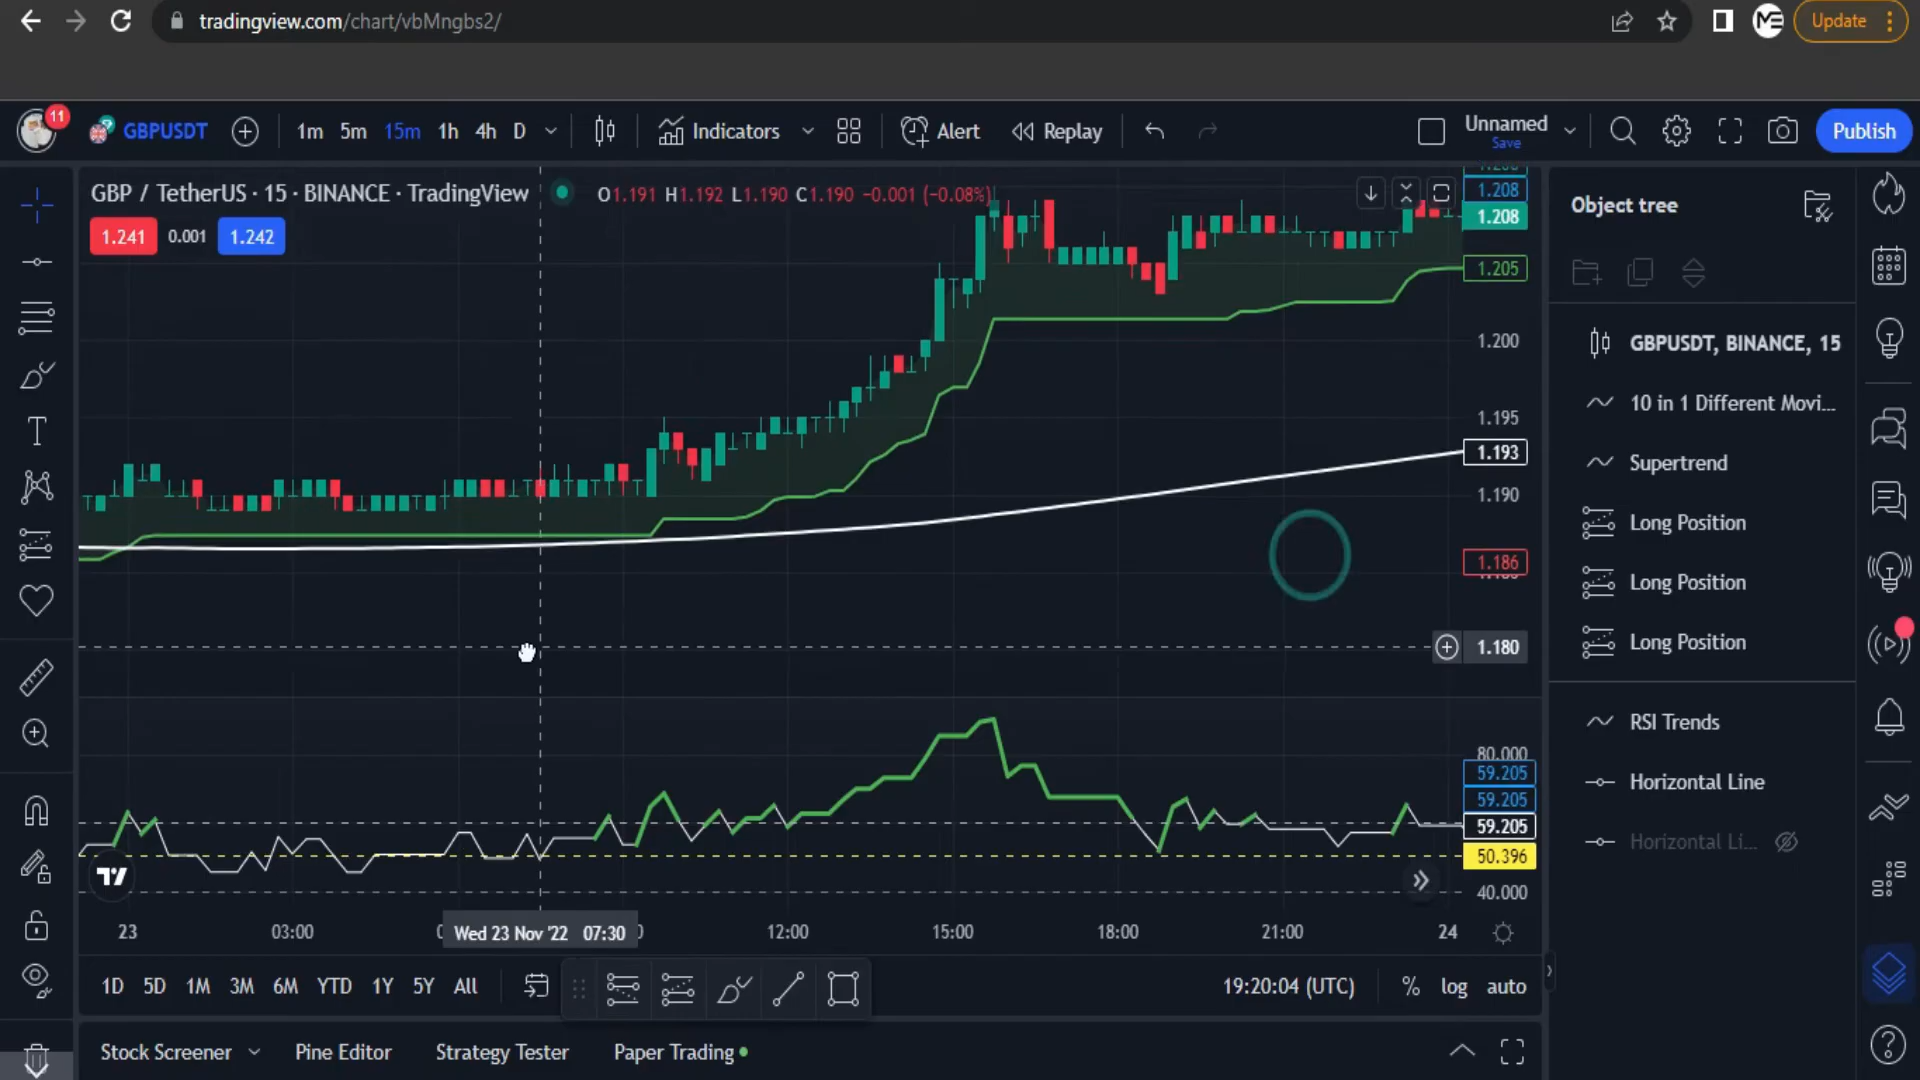 tradingview.com/chart/vbMngbs2/
Update
11
GBPUSDT
1m 5m 15m 1h 4h D
Indicators
Alert
Replay
Unnamed
Save
Publish
GBP / TetherUS · 15 · BINANCE · TradingView
O1.191 H1.192 L1.190 C1.190 -0.001 (-0.08%)
1.241 0.001 1.242
1.208
1.208
1.205
1.200
1.195
1.193
1.190
1.186
1.180
80.000
59.205
59.205
59.205
50.396
40.000
23 03:00 Wed 23 Nov '22 07:30 12:00 15:00 18:00 21:00 24
1D 5D 1M 3M 6M YTD 1Y 5Y All
19:20:04 (UTC) % log auto
Stock Screener Pine Editor Strategy Tester Paper Trading
Object tree
GBPUSDT, BINANCE, 15
10 in 1 Different Movi...
Supertrend
Long Position
Long Position
Long Position
RSI Trends
Horizontal Line
Horizontal Li...